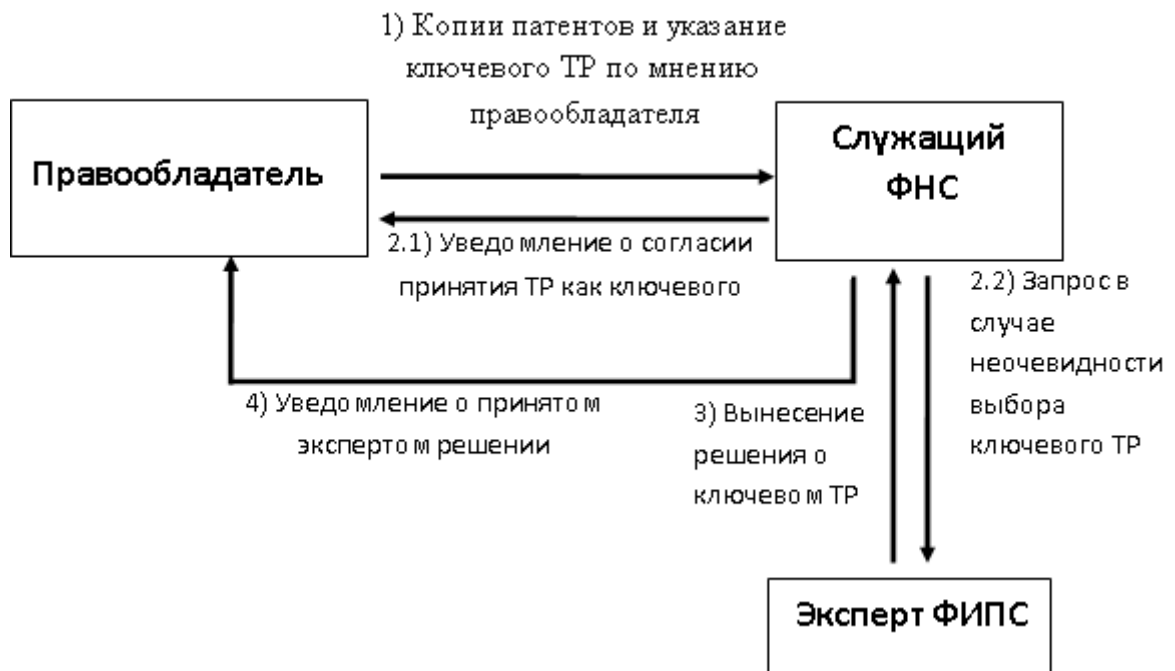 1) Копии патентов и указание
ключевого ТР по мнению
правообладателя
Правообладатель
Служащий
ФНС
2.1) Уведомление о согласии
принятия ТР как ключевого
2.2) Запрос в
случае
неочевидности
выбора
ключевого ТР
4) Уведомление о принятом
экспертом решении
3) Вынесение
решения о
ключевом ТР
Эксперт ФИПС